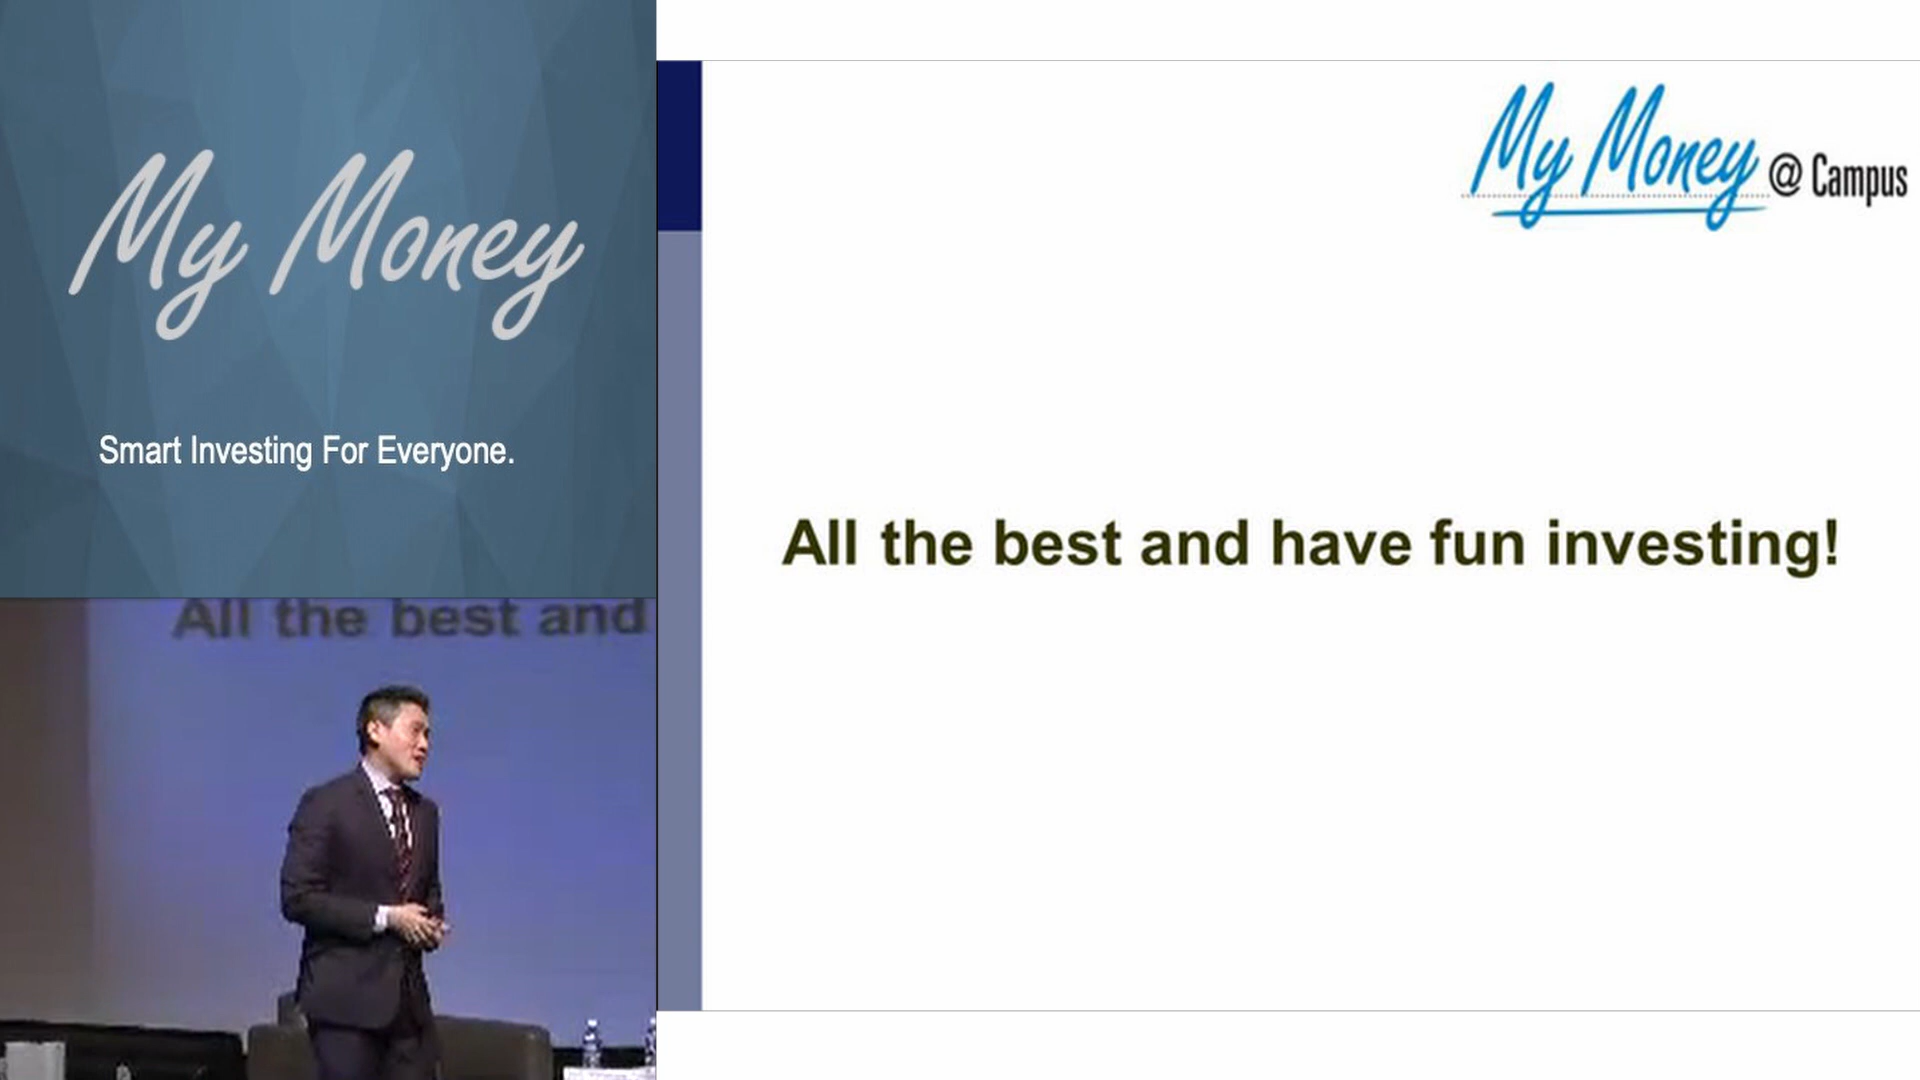 My Money
Smart Investing For Everyone.
All the best and
My Money @ Campus
All the best and have fun investing!